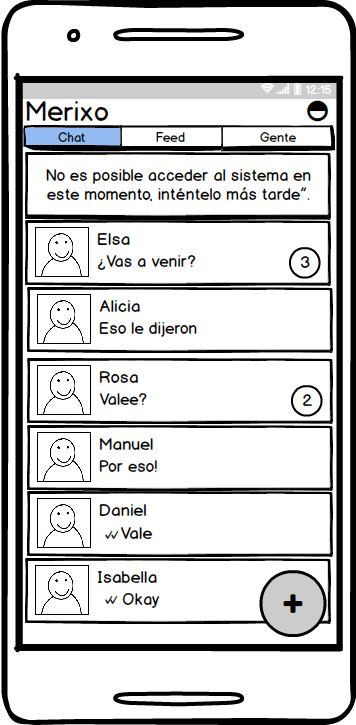 12:15
Merixo
Chat Feed Gente
No es posible acceder al sistema en
este momento, inténtelo más tarde”.
Elsa
¿Vas a venir?
3
Alicia
Eso le dijeron
Rosa
Valee?
2
Manuel
Por eso!
Daniel
Vale
Isabella
Okay
+